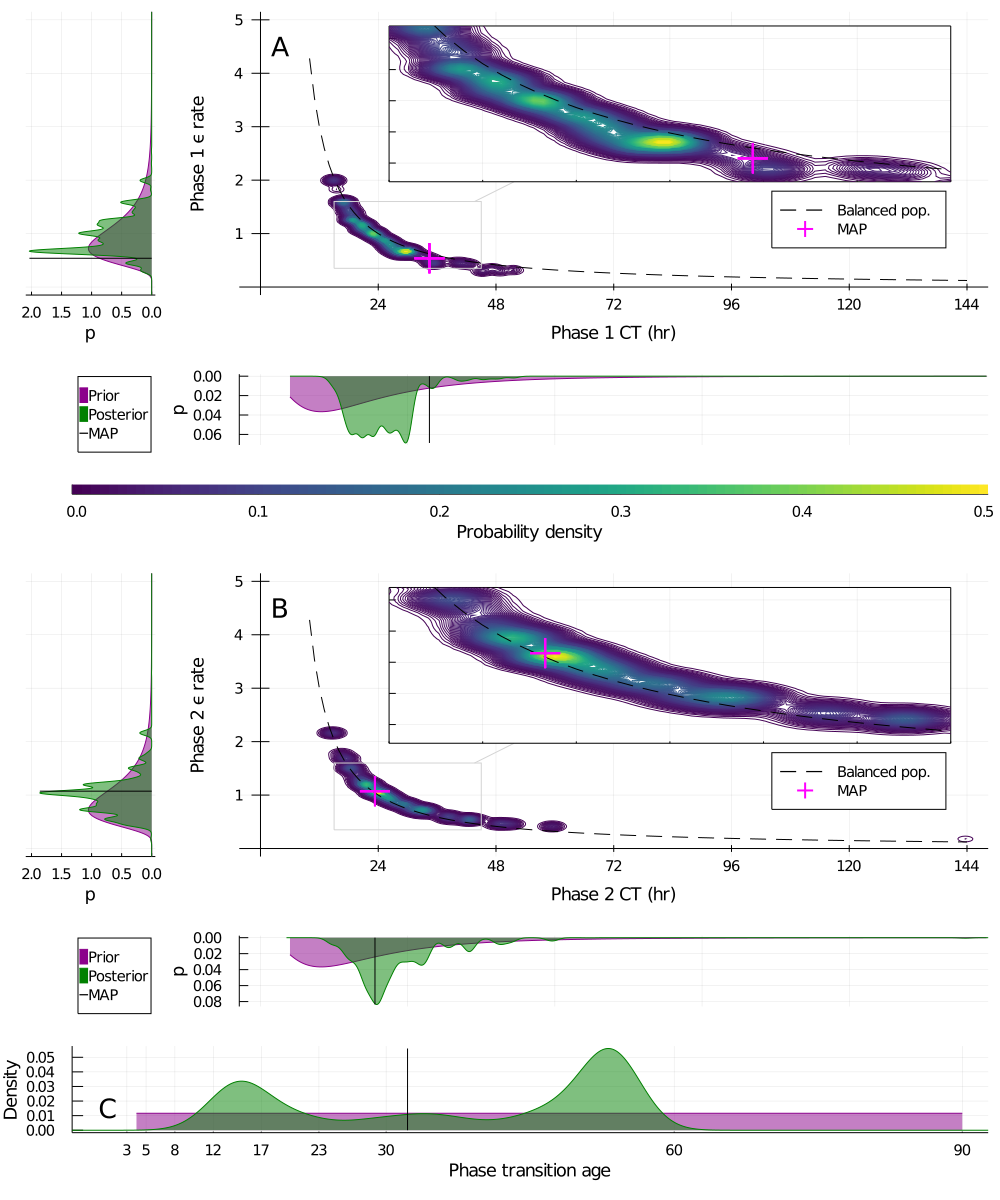 5
4
3
2
1
Phase 1 ϵ rate
A
Balanced pop.
MAP
24 48 72 96 120 144
Phase 1 CT (hr)
2.0 1.5 1.0 0.5 0.0
p
Prior
Posterior
MAP
p
0.00
0.02
0.04
0.06
0.0 0.1 0.2 0.3 0.4 0.5
Probability density
5
4
3
2
1
Phase 2 ϵ rate
B
Balanced pop.
MAP
24 48 72 96 120 144
Phase 2 CT (hr)
2.0 1.5 1.0 0.5 0.0
p
Prior
Posterior
MAP
p
0.00
0.02
0.04
0.06
0.08
Density
0.05
0.04
0.03
0.02
0.01
0.00
C
3 5 8 12 17 23 30 60 90
Phase transition age